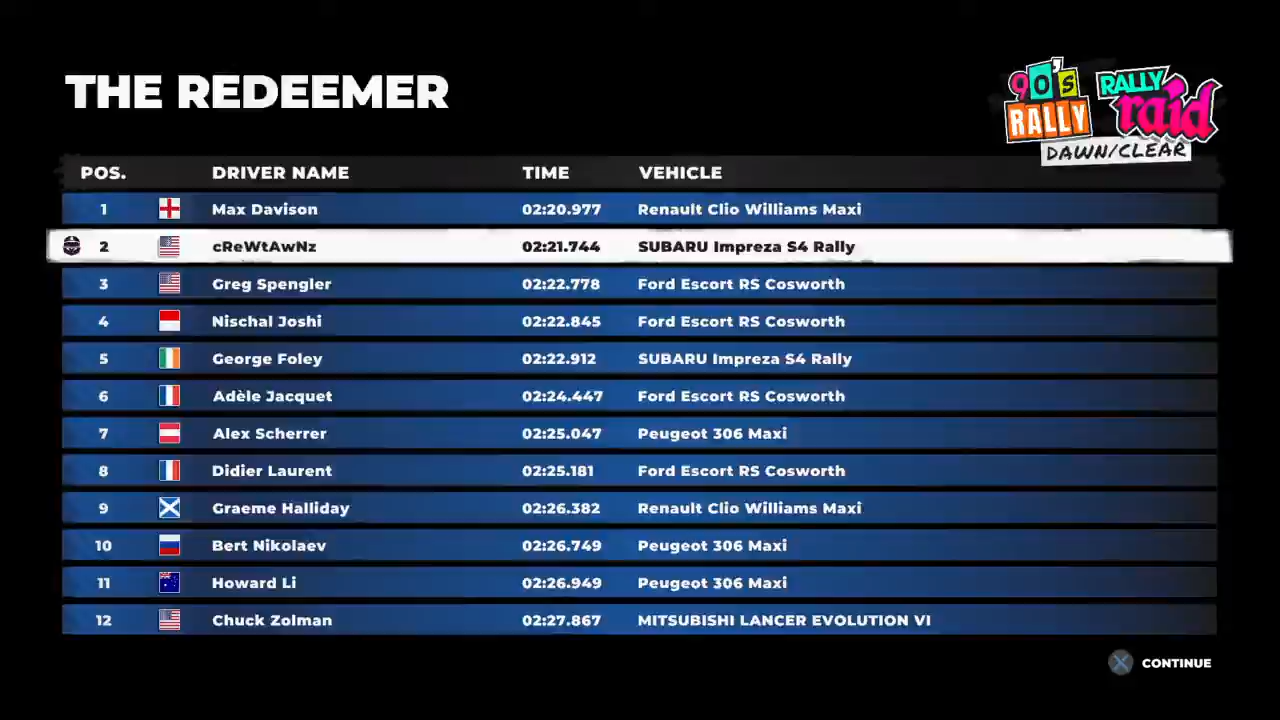 THE REDEEMER
90's RALLY
RALLY raid
DAWN/CLEAR
POS. DRIVER NAME TIME VEHICLE
1 Max Davison 02:20.977 Renault Clio Williams Maxi
2 cReWtAwNz 02:21.744 SUBARU Impreza S4 Rally
3 Greg Spengler 02:22.778 Ford Escort RS Cosworth
4 Nischal Joshi 02:22.845 Ford Escort RS Cosworth
5 George Foley 02:22.912 SUBARU Impreza S4 Rally
6 Adèle Jacquet 02:24.447 Ford Escort RS Cosworth
7 Alex Scherrer 02:25.047 Peugeot 306 Maxi
8 Didier Laurent 02:25.181 Ford Escort RS Cosworth
9 Graeme Halliday 02:26.382 Renault Clio Williams Maxi
10 Bert Nikolaev 02:26.749 Peugeot 306 Maxi
11 Howard Li 02:26.949 Peugeot 306 Maxi
12 Chuck Zolman 02:27.867 MITSUBISHI LANCER EVOLUTION VI
CONTINUE